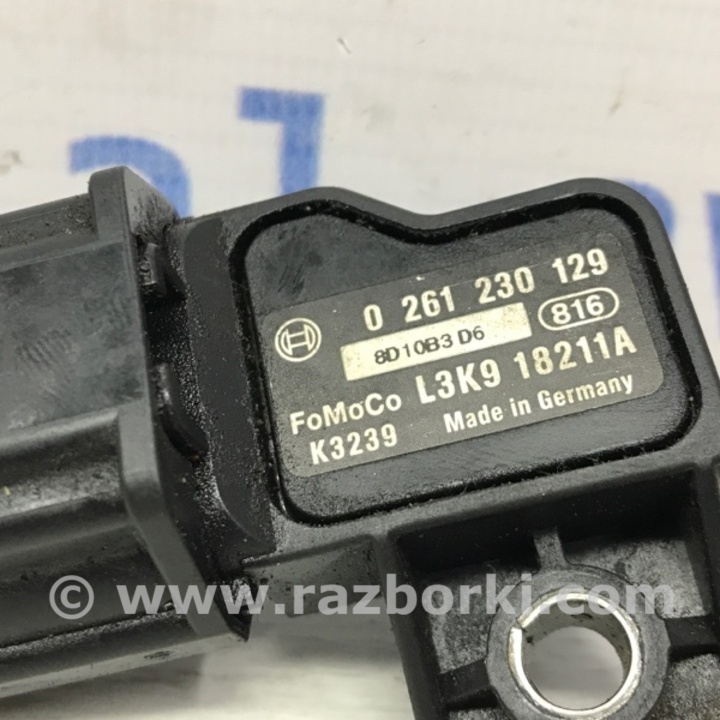 0 261 230 129
8D10B3 D6
816
FoMoCo L3K9 18211A
K3239 Made in Germany
© www.razborki.com